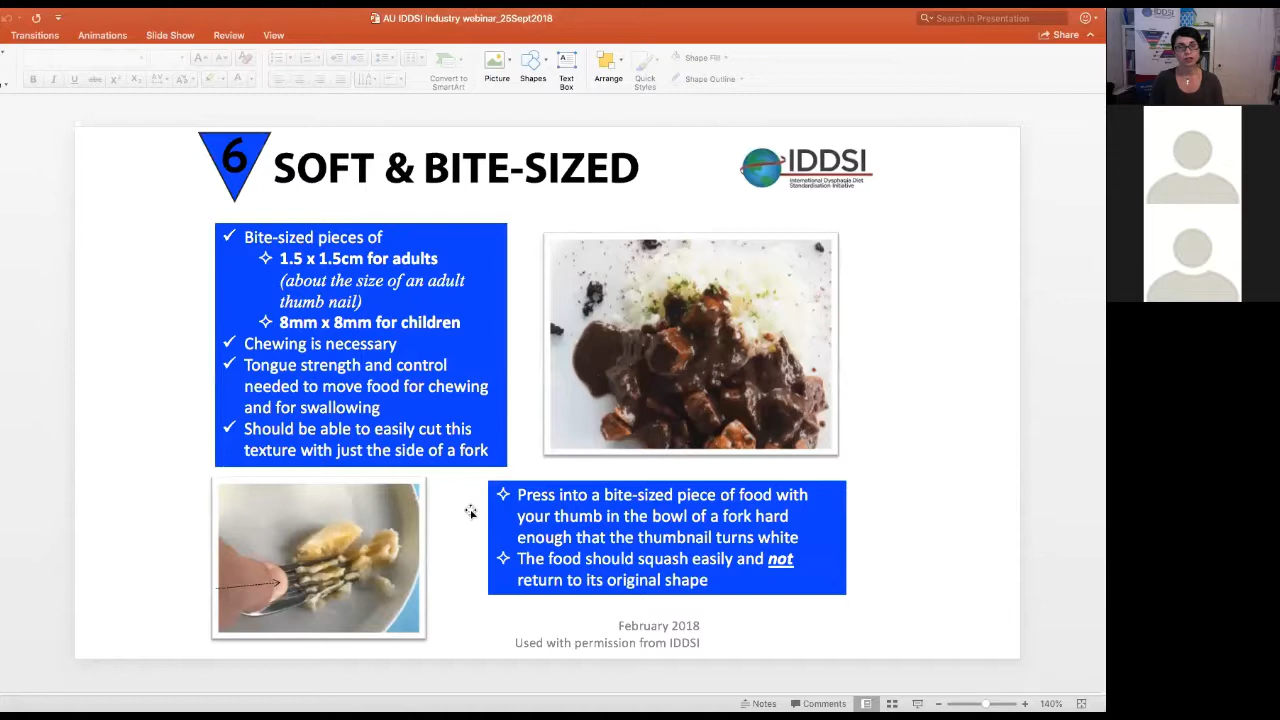 AU IDDSI Industry webinar_25Sept2018
Search in Presentation
Transitions Animations Slide Show Review View
Share
Convert to SmartArt
Picture
Shapes
Text Box
Arrange
Quick Styles
Shape Fill
Shape Outline
6
SOFT & BITE-SIZED
IDDSI
International Dysphagia Diet
Standardisation Initiative
Bite-sized pieces of
1.5 x 1.5cm for adults
(about the size of an adult
thumb nail)
8mm x 8mm for children
Chewing is necessary
Tongue strength and control
needed to move food for chewing
and for swallowing
Should be able to easily cut this
texture with just the side of a fork
Press into a bite-sized piece of food with
your thumb in the bowl of a fork hard
enough that the thumbnail turns white
The food should squash easily and not
return to its original shape
February 2018
Used with permission from IDDSI
Notes Comments 140%